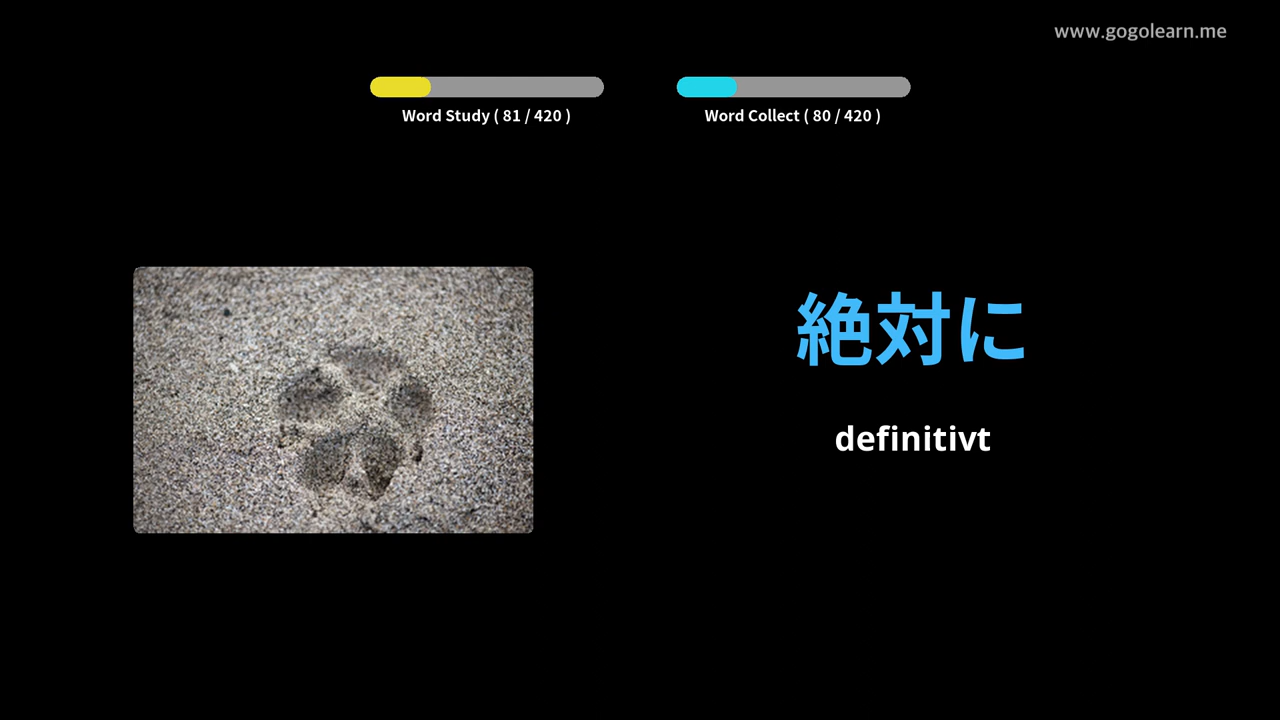 www.gogolearn.me
Word Study ( 81 / 420 )
Word Collect ( 80 / 420 )
絶対に
definitivt